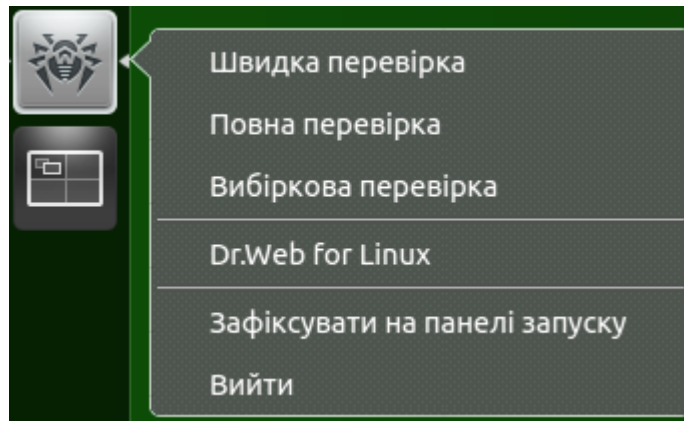 Швидка перевірка
Повна перевірка
Вибіркова перевірка
Dr.Web for Linux
Зафіксувати на панелі запуску
Вийти